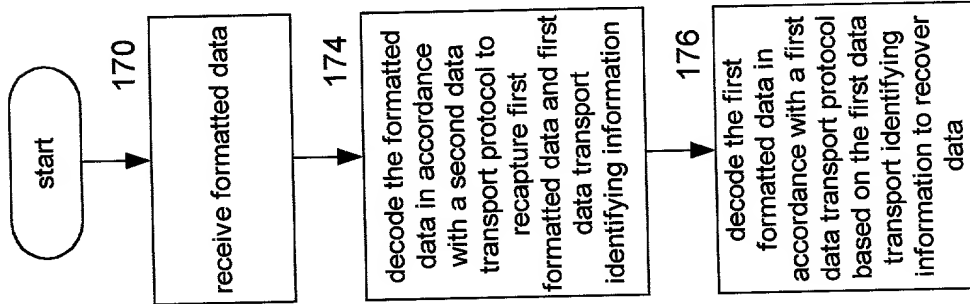 start
170
receive formatted data
174
decode the formatted
data in accordance
with a second data
transport protocol to
recapture first
formatted data and first
data transport
identifying information
176
decode the first
formatted data in
accordance with a first
data transport protocol
based on the first data
transport identifying
information to recover
data